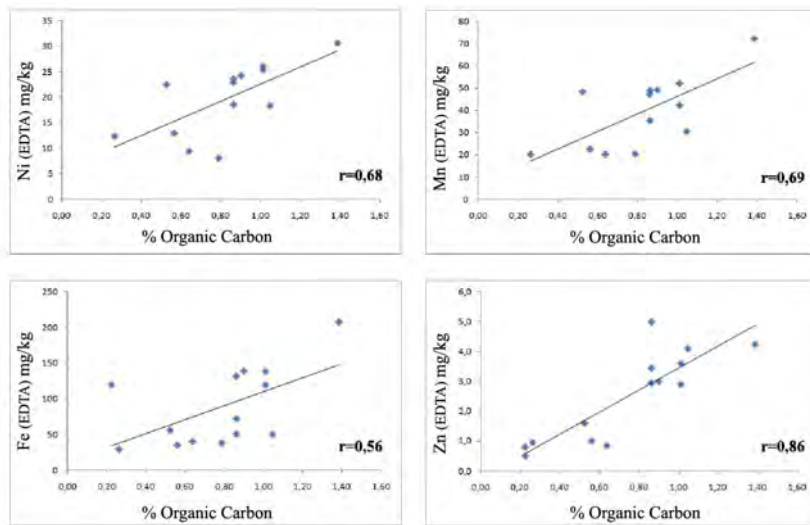 35
30
25
20
15
10
5
0
Ni (EDTA) mg/kg
r=0,68
0,00 0,20 0,40 0,60 0,80 1,00 1,20 1,40 1,60
% Organic Carbon
80
70
60
50
40
30
20
10
0
Mn (EDTA) mg/kg
r=0,69
0,00 0,20 0,40 0,60 0,80 1,00 1,20 1,40 1,60
% Organic Carbon
250
200
150
100
50
0
Fe (EDTA) mg/kg
r=0,56
0,00 0,20 0,40 0,60 0,80 1,00 1,20 1,40 1,60
% Organic Carbon
6,0
5,0
4,0
3,0
2,0
1,0
0,0
Zn (EDTA) mg/kg
r=0,86
0,00 0,20 0,40 0,60 0,80 1,00 1,20 1,40 1,60
% Organic Carbon